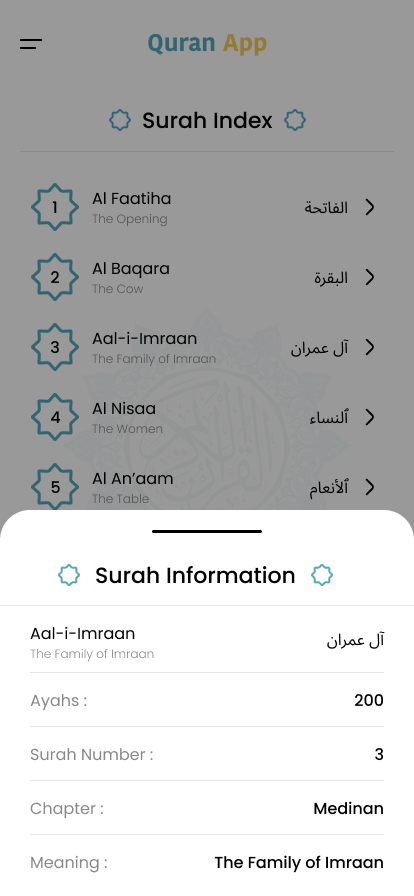 Quran App
Surah Index
1 Al Faatiha الفاتحة
The Opening
2 Al Baqara البقرة
The Cow
3 Aal-i-Imraan آل عمران
The Family of Imraan
4 Al Nisaa النساء
The Women
5 Al An’aam الأنعام
The Table
Surah Information
Aal-i-Imraan آل عمران
The Family of Imraan
Ayahs : 200
Surah Number : 3
Chapter : Medinan
Meaning : The Family of Imraan